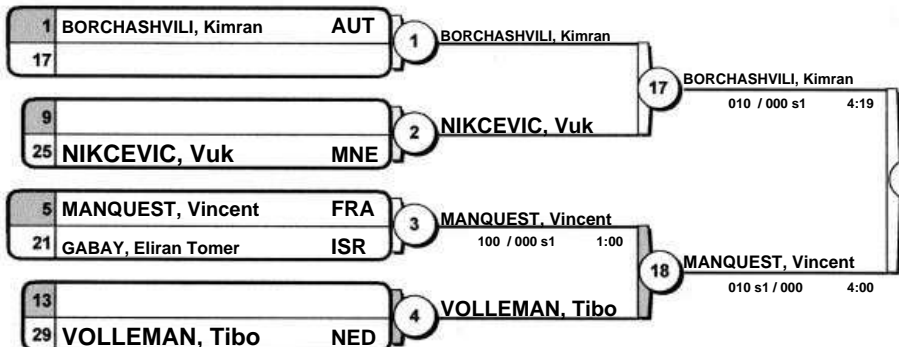 1 BORCHASHVILI, Kimran AUT
17
1
BORCHASHVILI, Kimran
9
25 NIKCEVIC, Vuk MNE
2
NIKCEVIC, Vuk
17
BORCHASHVILI, Kimran
010 / 000 s1 4:19
5 MANQUEST, Vincent FRA
21 GABAY, Eliran Tomer ISR
3
MANQUEST, Vincent
100 / 000 s1 1:00
13
29 VOLLEMAN, Tibo NED
4
VOLLEMAN, Tibo
18
MANQUEST, Vincent
010 s1 / 000 4:00